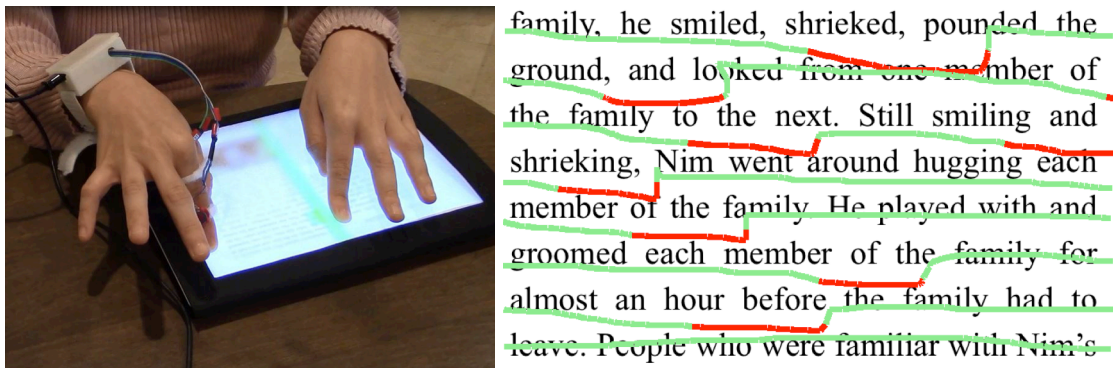 family, he smiled, shrieked, pounded the
ground, and looked from one member of
the family to the next. Still smiling and
shrieking, Nim went around hugging each
member of the family. He played with and
groomed each member of the family for
almost an hour before the family had to
leave. People who were familiar with Nim's